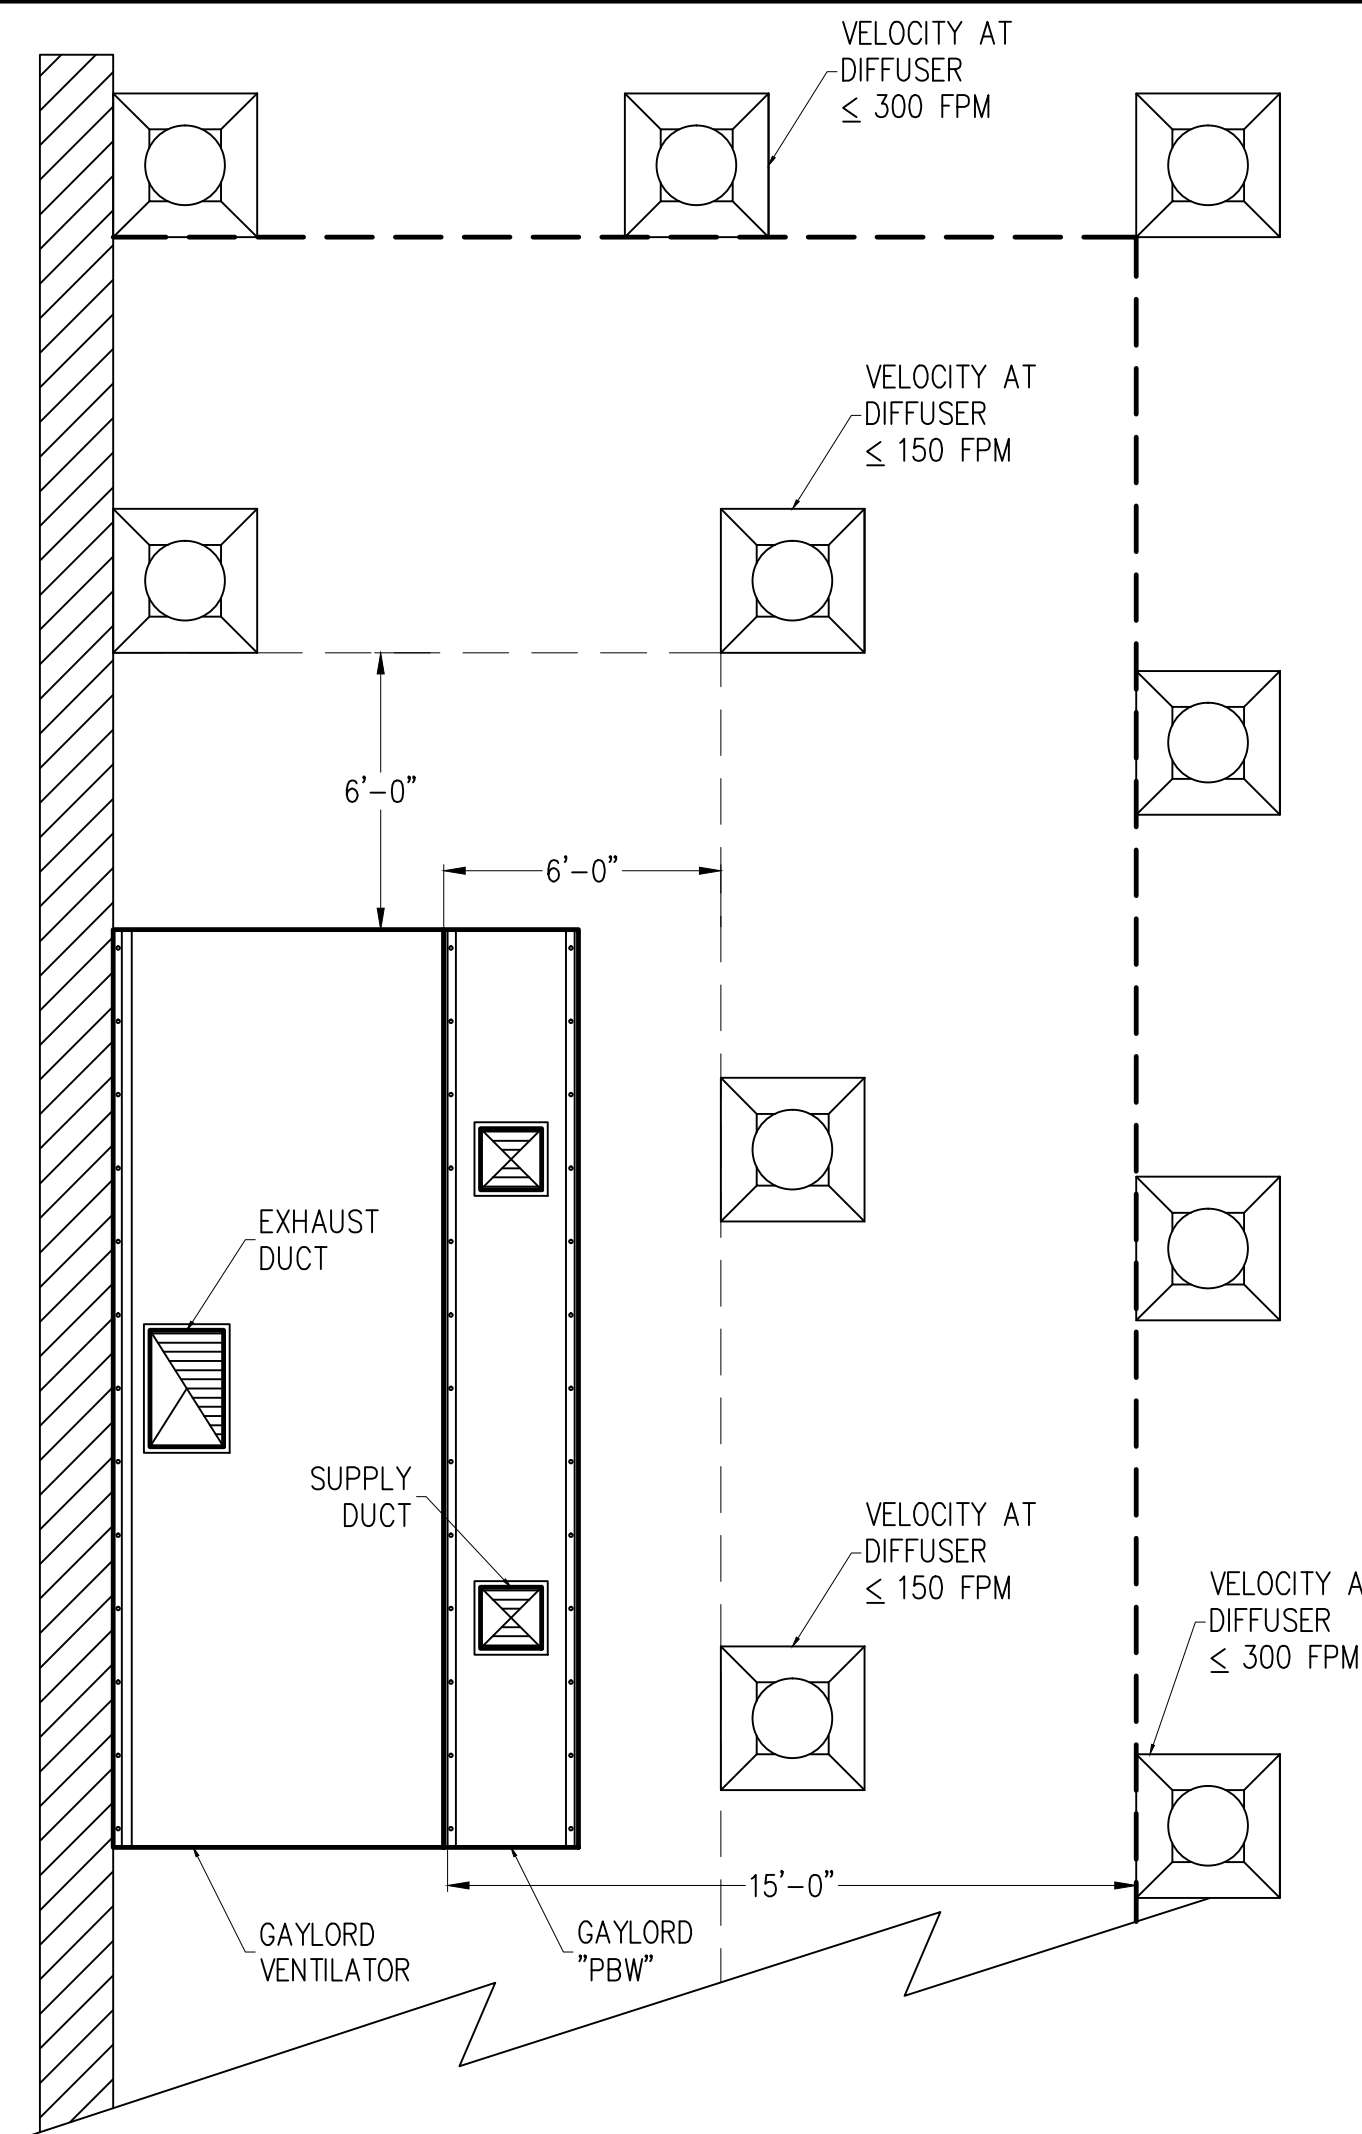 VELOCITY AT
DIFFUSER
≤ 300 FPM
VELOCITY AT
DIFFUSER
≤ 150 FPM
6'-0"
6'-0"
EXHAUST
DUCT
SUPPLY
DUCT
VELOCITY AT
DIFFUSER
≤ 150 FPM
VELOCITY A
DIFFUSER
≤ 300 FPM
15'-0"
GAYLORD
VENTILATOR
GAYLORD
"PBW"